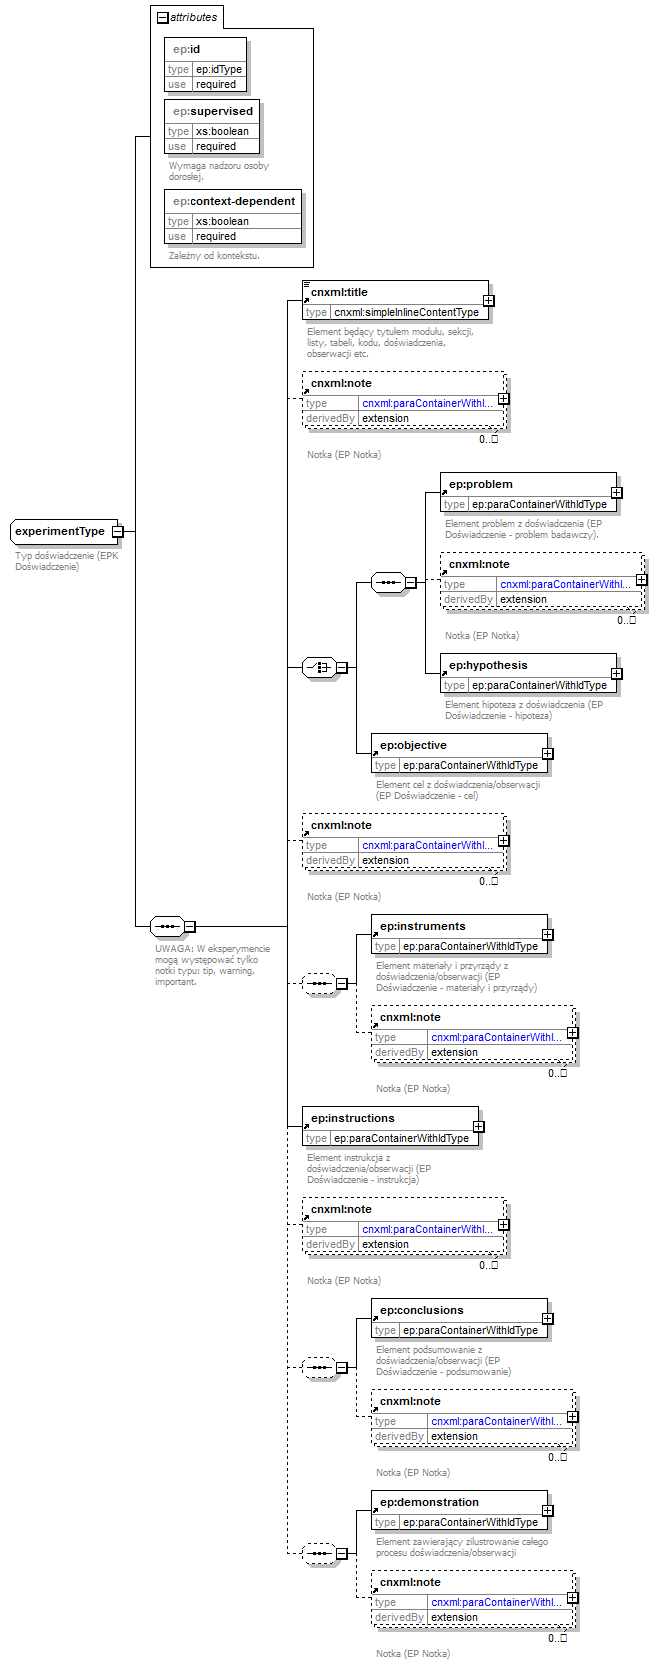 attributes
ep:id
type ep:idType
use required
ep:supervised
type xs:boolean
use required
Wymaga nadzoru osoby
dorosłej.
ep:context-dependent
type xs:boolean
use required
Zależny od kontekstu.
cnxml:title
type cnxml:simpleInlineContentType
Element będący tytułem modułu, sekcji,
listy, tabeli, kodu, doświadczenia,
obserwacji etc.
cnxml:note
type cnxml:paraContainerWithI...
derivedBy extension
0..□
Notka (EP Notka)
ep:problem
type ep:paraContainerWithIdType
Element problem z doświadczenia (EP
Doświadczenie - problem badawczy).
experimentType
Typ doświadczenie (EPK
Doświadczenie)
cnxml:note
type cnxml:paraContainerWithI...
derivedBy extension
0..□
Notka (EP Notka)
ep:hypothesis
type ep:paraContainerWithIdType
Element hipoteza z doświadczenia (EP
Doświadczenie - hipoteza)
ep:objective
type ep:paraContainerWithIdType
Element cel z doświadczenia/obserwacji
(EP Doświadczenie - cel)
cnxml:note
type cnxml:paraContainerWithI...
derivedBy extension
0..□
Notka (EP Notka)
UWAGA: W eksperymencie
mogą występować tylko
notki typu: tip, warning,
important.
ep:instruments
type ep:paraContainerWithIdType
Element materiały i przyrządy z
doświadczenia/obserwacji (EP
Doświadczenie - materiały i przyrządy)
cnxml:note
type cnxml:paraContainerWithI...
derivedBy extension
0..□
Notka (EP Notka)
ep:instructions
type ep:paraContainerWithIdType
Element instrukcja z
doświadczenia/obserwacji (EP
Doświadczenie - instrukcja)
cnxml:note
type cnxml:paraContainerWithI...
derivedBy extension
0..□
Notka (EP Notka)
ep:conclusions
type ep:paraContainerWithIdType
Element podsumowanie z
doświadczenia/obserwacji (EP
Doświadczenie - podsumowanie)
cnxml:note
type cnxml:paraContainerWithI...
derivedBy extension
0..□
Notka (EP Notka)
ep:demonstration
type ep:paraContainerWithIdType
Element zawierający zilustrowanie całego
procesu doświadczenia/obserwacji
cnxml:note
type cnxml:paraContainerWithI...
derivedBy extension
0..□
Notka (EP Notka)